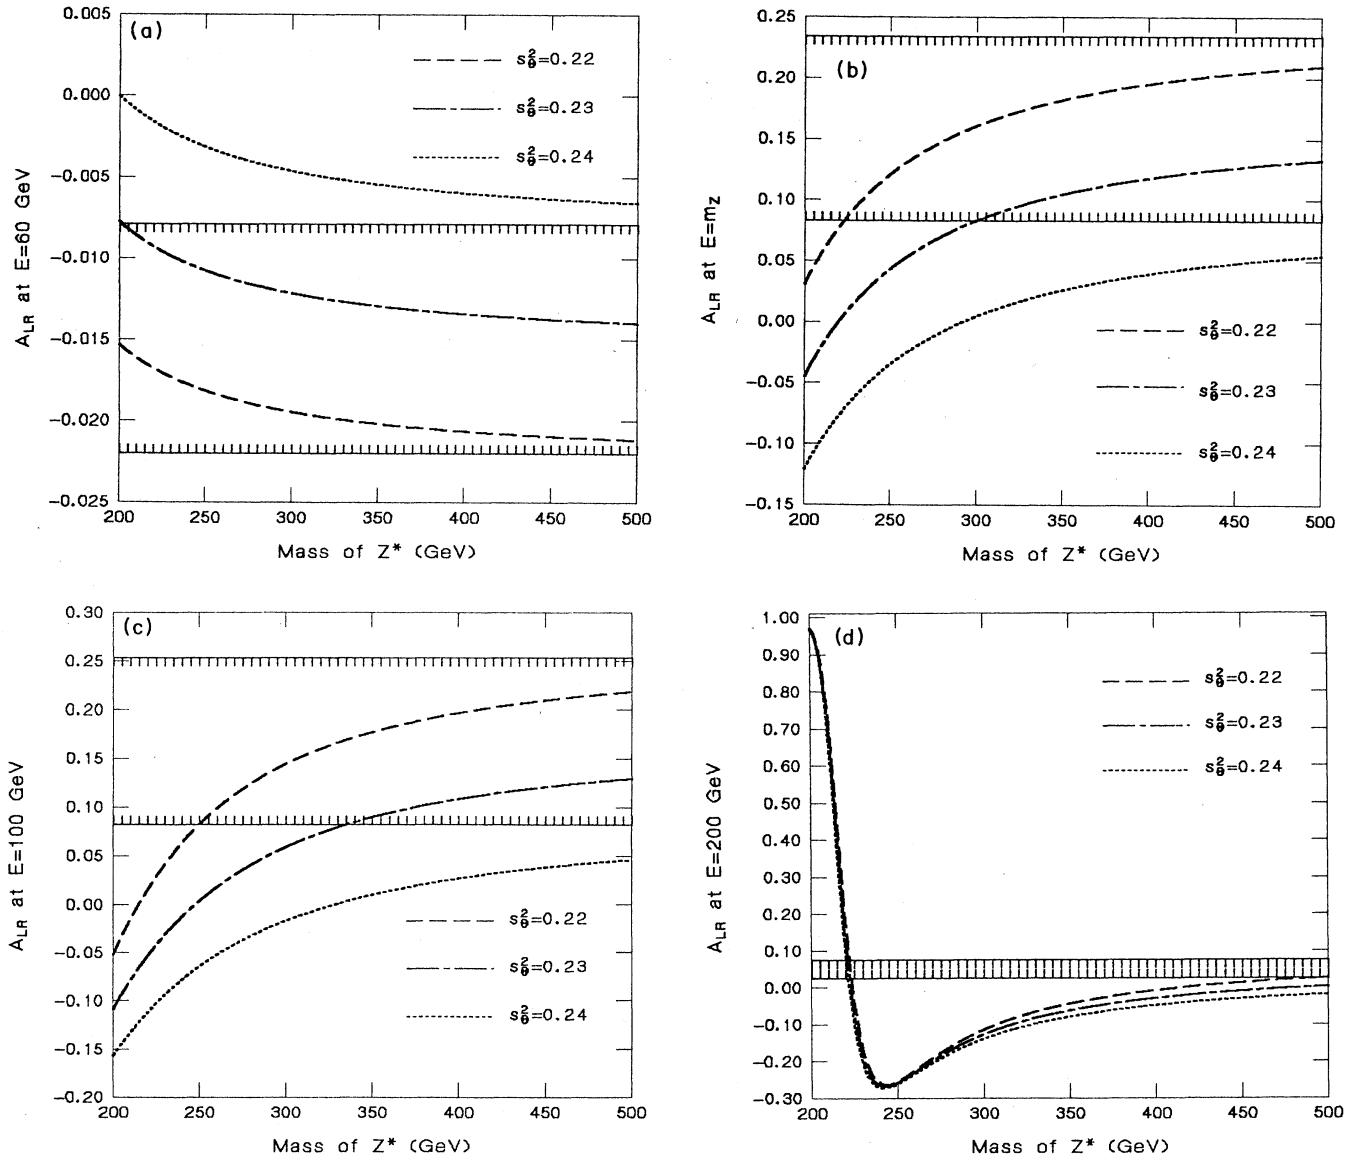 (a)
0.005
0.000
−0.005
−0.010
−0.015
−0.020
−0.025
A_LR at E=60 GeV
s²_θ=0.22
s²_θ=0.23
s²_θ=0.24
200 250 300 350 400 450 500
Mass of Z* (GeV)
(b)
0.25
0.20
0.15
0.10
0.05
0.00
−0.05
−0.10
−0.15
A_LR at E=m_Z
s²_θ=0.22
s²_θ=0.23
s²_θ=0.24
200 250 300 350 400 450 500
Mass of Z* (GeV)
(c)
0.30
0.25
0.20
0.15
0.10
0.05
0.00
−0.05
−0.10
−0.15
−0.20
A_LR at E=100 GeV
s²_θ=0.22
s²_θ=0.23
s²_θ=0.24
200 250 300 350 400 450 500
Mass of Z* (GeV)
(d)
1.00
0.90
0.80
0.70
0.60
0.50
0.40
0.30
0.20
0.10
0.00
−0.10
−0.20
−0.30
A_LR at E=200 GeV
s²_θ=0.22
s²_θ=0.23
s²_θ=0.24
200 250 300 350 400 450 500
Mass of Z* (GeV)